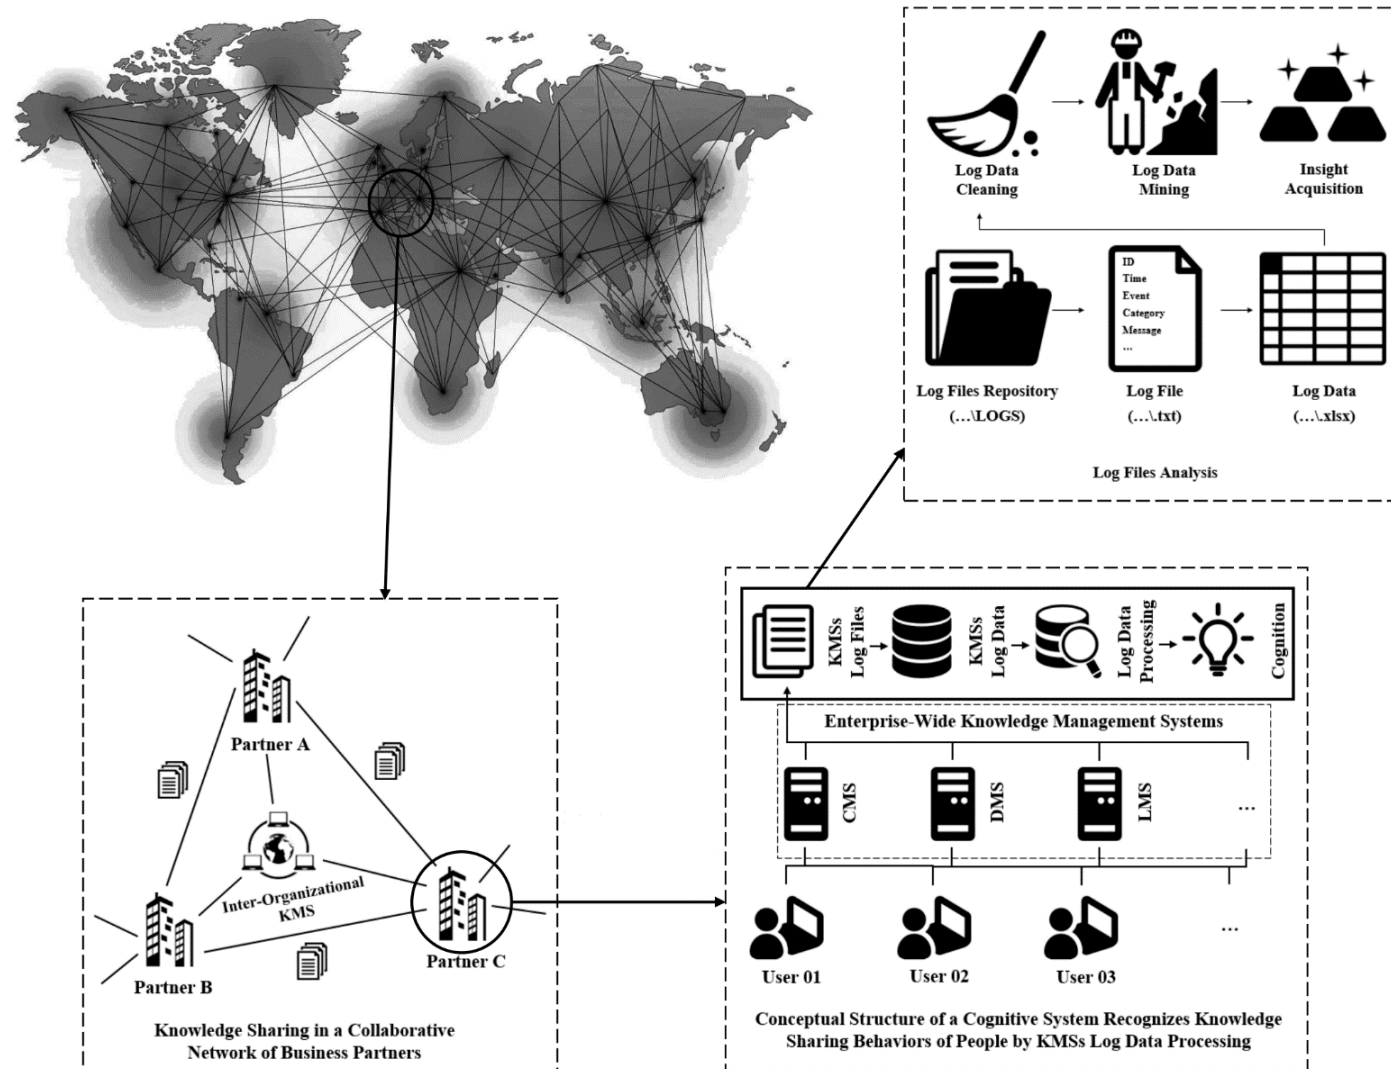 Log Data
Cleaning
Log Data
Mining
Insight
Acquisition
ID
Time
Event
Category
Message
...
Log Files Repository
(...\LOGS)
Log File
(...\.txt)
Log Data
(...\.xlsx)
Log Files Analysis
Partner A
Inter-Organizational
KMS
Partner B
Partner C
Knowledge Sharing in a Collaborative
Network of Business Partners
KMSs
Log Files
KMSs
Log Data
Log Data
Processing
Cognition
Enterprise-Wide Knowledge Management Systems
CMS
DMS
LMS
...
User 01
User 02
User 03
...
Conceptual Structure of a Cognitive System Recognizes Knowledge
Sharing Behaviors of People by KMSs Log Data Processing